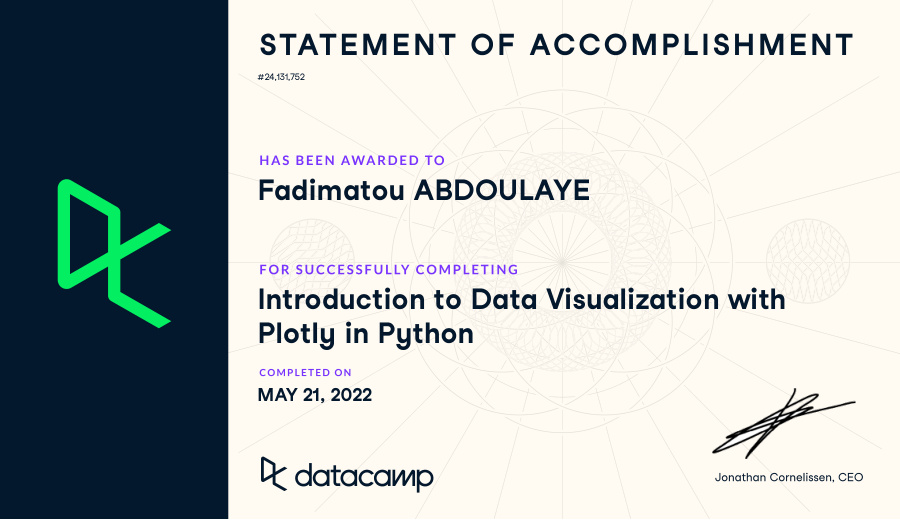 STATEMENT OF ACCOMPLISHMENT
#24,131,752
HAS BEEN AWARDED TO
Fadimatou ABDOULAYE
FOR SUCCESSFULLY COMPLETING
Introduction to Data Visualization with
Plotly in Python
COMPLETED ON
MAY 21, 2022
datacamp
Jonathan Cornelissen, CEO